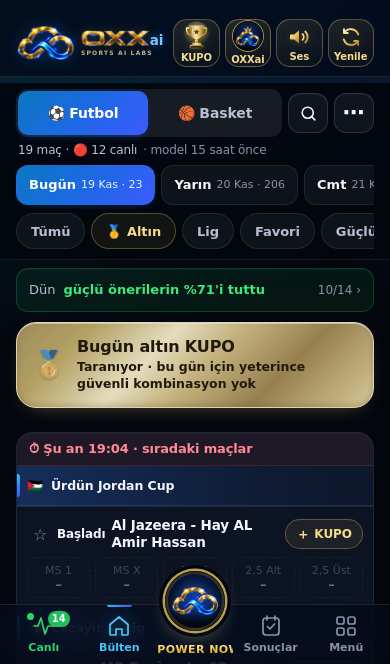 OXX ai
SPORTS AI LABS
KUPO
OXXai
Ses
Yenile
Futbol
Basket
19 maç · 12 canlı · model 15 saat önce
Bugün 19 Kas · 23
Yarın 20 Kas · 206
Cmt 21 K
Tümü
Altın
Lig
Favori
Güçlü
Dün güçlü önerilerin %71'i tuttu 10/14 ›
Bugün altın KUPO
Taranıyor · bu gün için yeterince
güvenli kombinasyon yok
Şu an 19:04 · sıradaki maçlar
Ürdün Jordan Cup
Başladı
Al Jazeera - Hay AL
Amir Hassan
+ KUPO
MS 1
MS X
2,5 Alt
2,5 Üst
–
–
–
–
14
Canlı
Bülten
POWER NOW
Sonuçlar
Menü